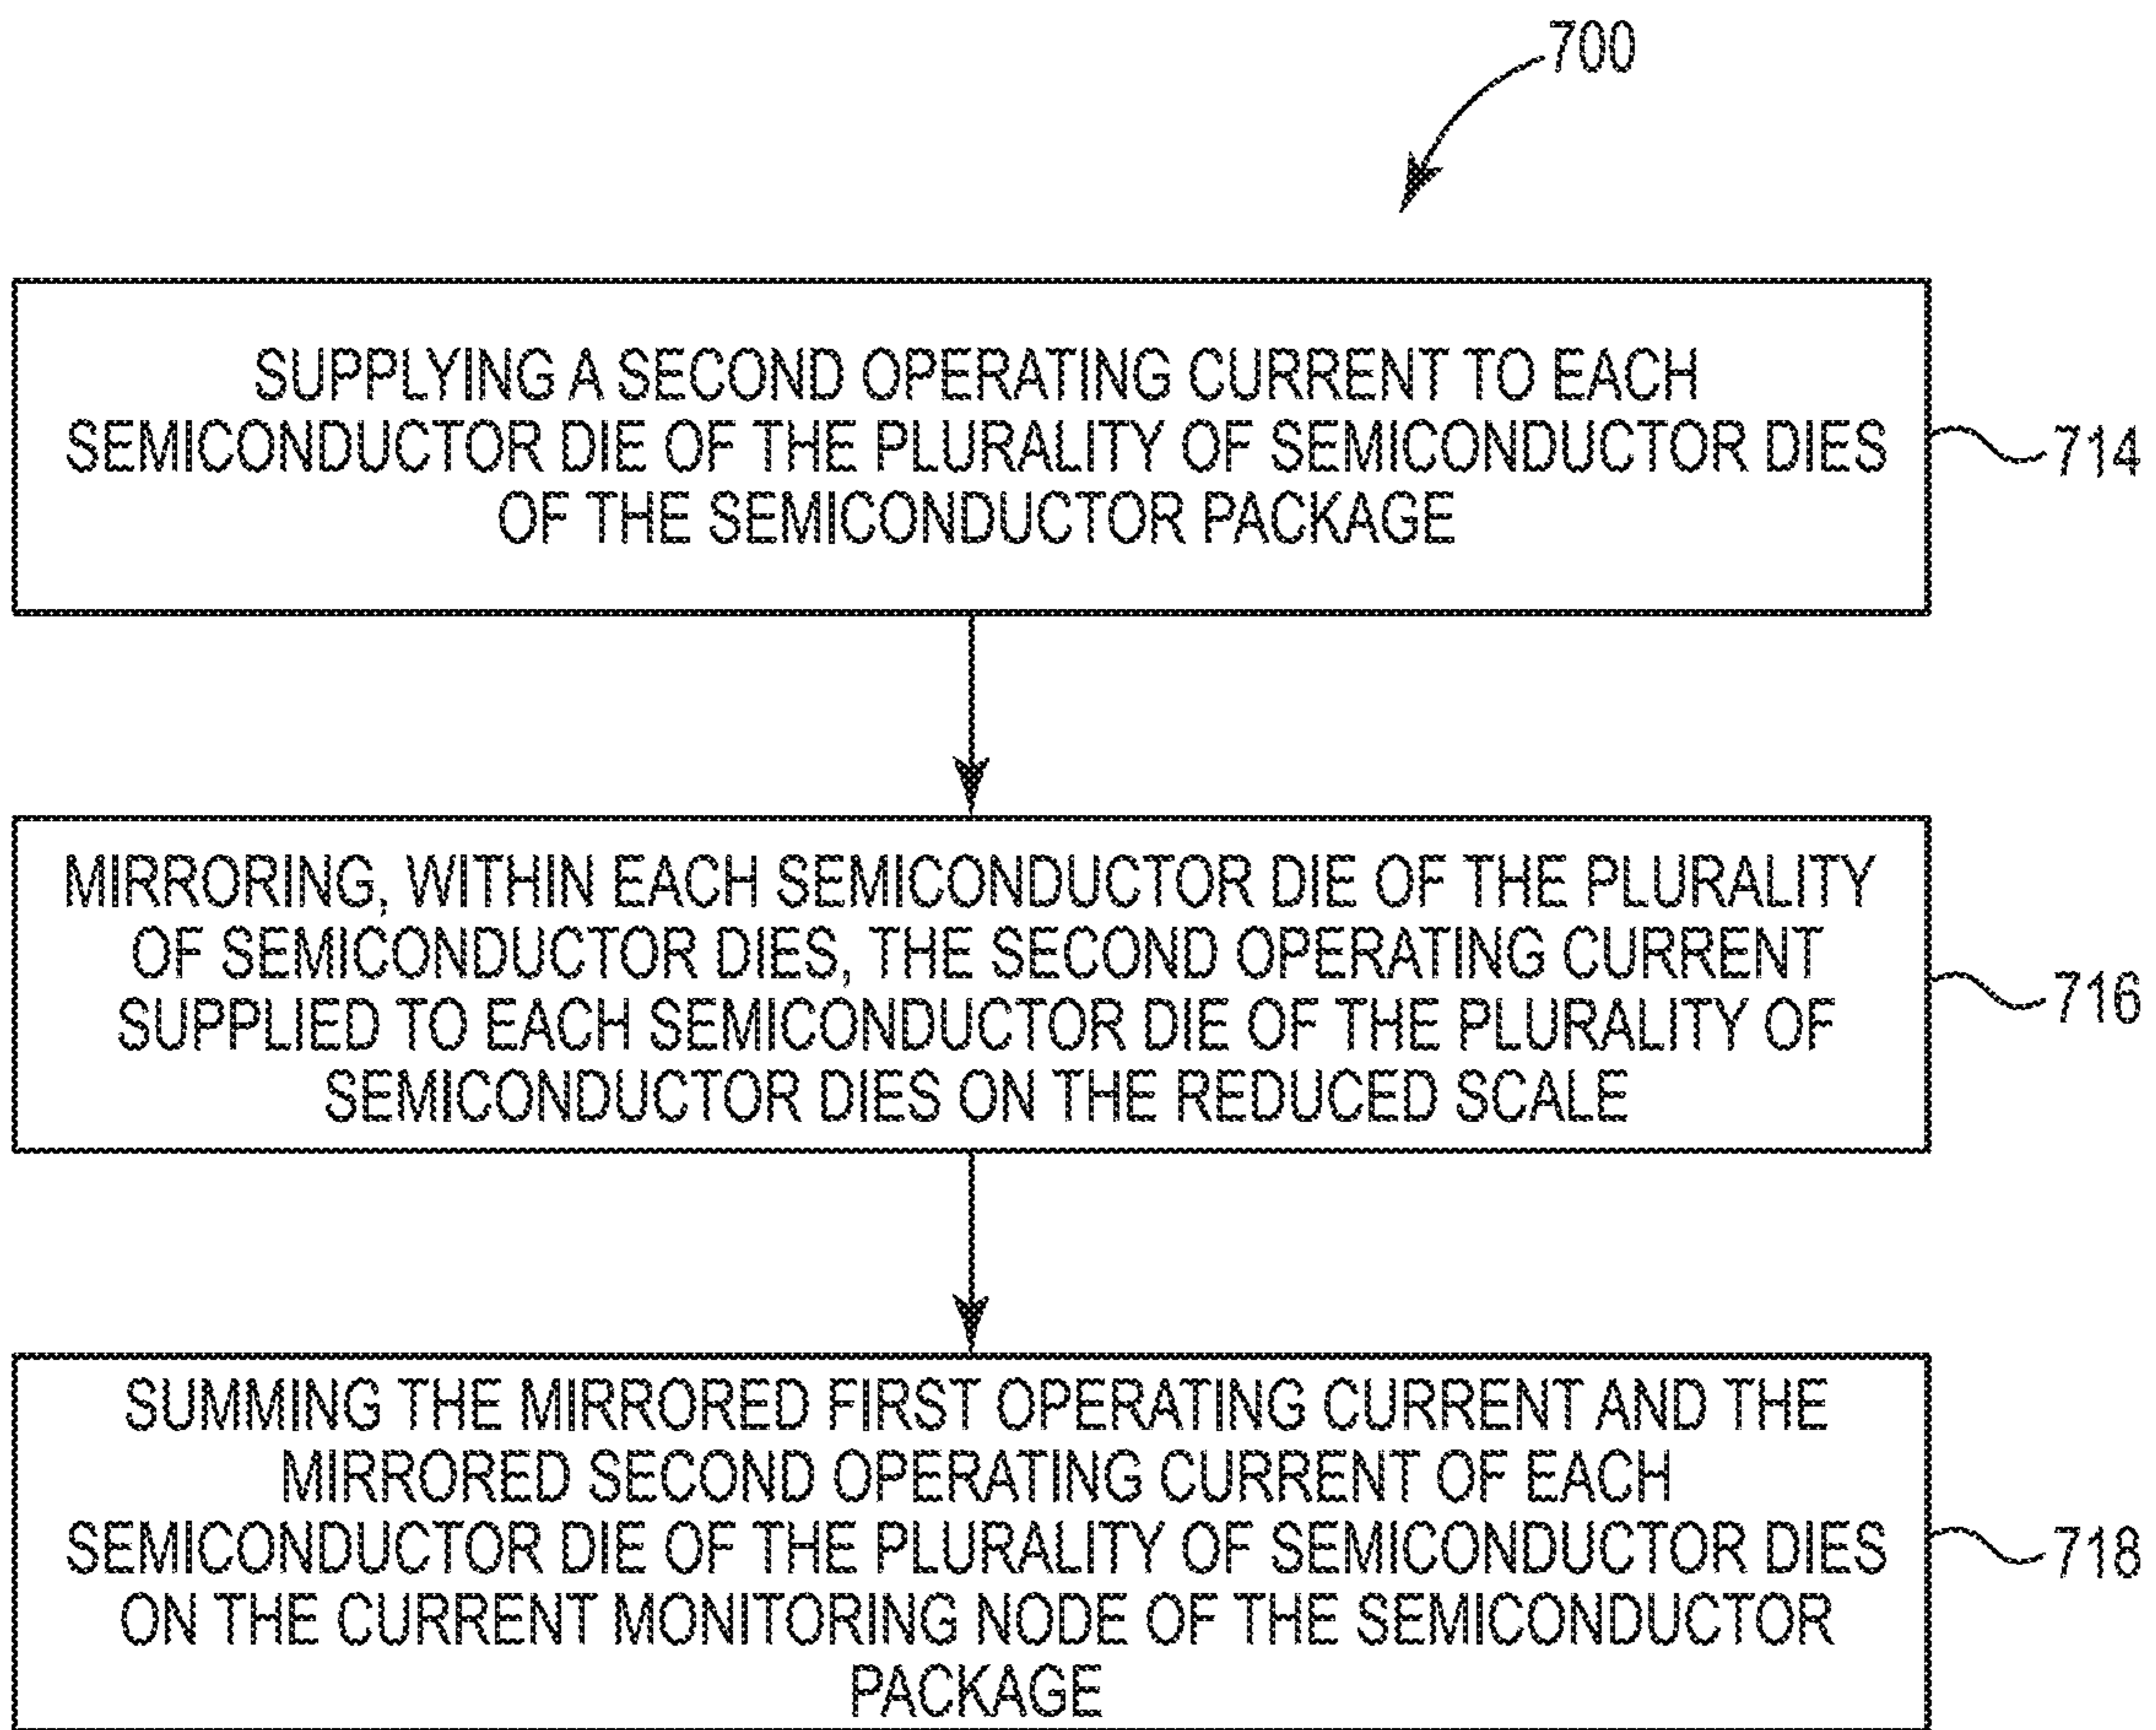 700
SUPPLYING A SECOND OPERATING CURRENT TO EACH
SEMICONDUCTOR DIE OF THE PLURALITY OF SEMICONDUCTOR DIES
OF THE SEMICONDUCTOR PACKAGE
714
MIRRORING, WITHIN EACH SEMICONDUCTOR DIE OF THE PLURALITY
OF SEMICONDUCTOR DIES, THE SECOND OPERATING CURRENT
SUPPLIED TO EACH SEMICONDUCTOR DIE OF THE PLURALITY OF
SEMICONDUCTOR DIES ON THE REDUCED SCALE
716
SUMMING THE MIRRORED FIRST OPERATING CURRENT AND THE
MIRRORED SECOND OPERATING CURRENT OF EACH
SEMICONDUCTOR DIE OF THE PLURALITY OF SEMICONDUCTOR DIES
ON THE CURRENT MONITORING NODE OF THE SEMICONDUCTOR
PACKAGE
718